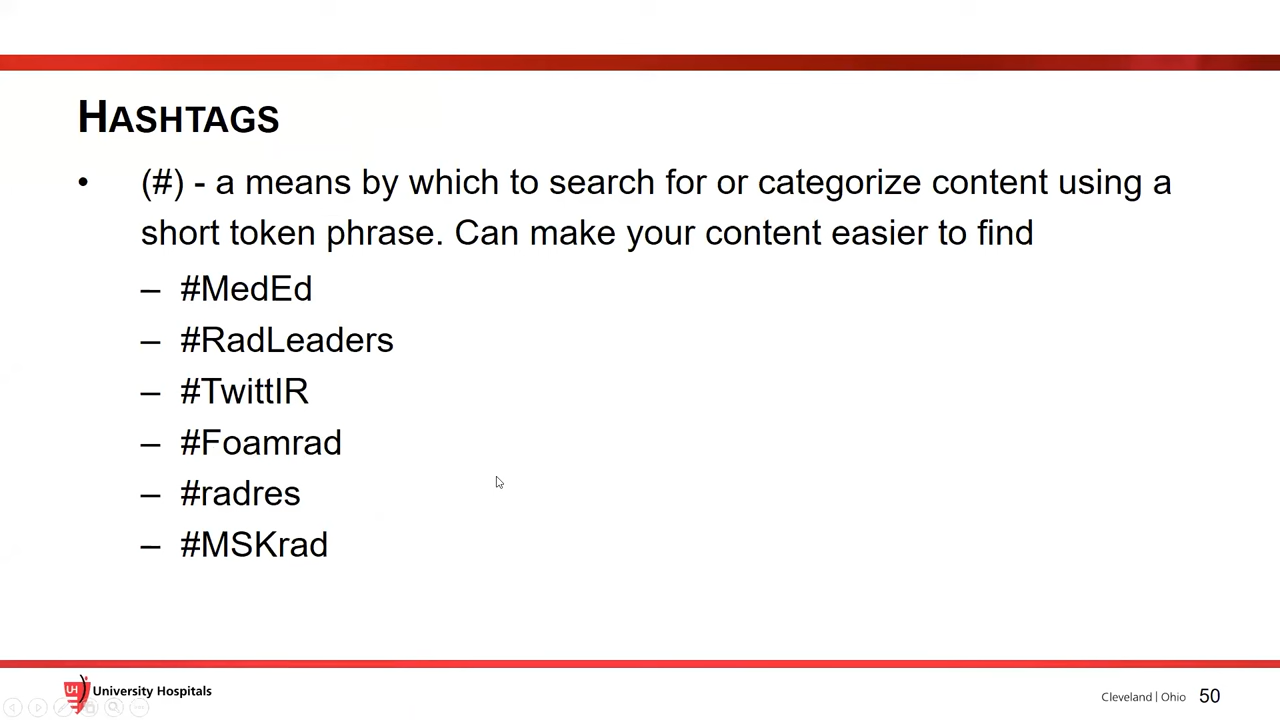 HASHTAGS
• (#) - a means by which to search for or categorize content using a
short token phrase. Can make your content easier to find
– #MedEd
– #RadLeaders
– #TwittIR
– #Foamrad
– #radres
– #MSKrad
UH University Hospitals
Cleveland | Ohio 50